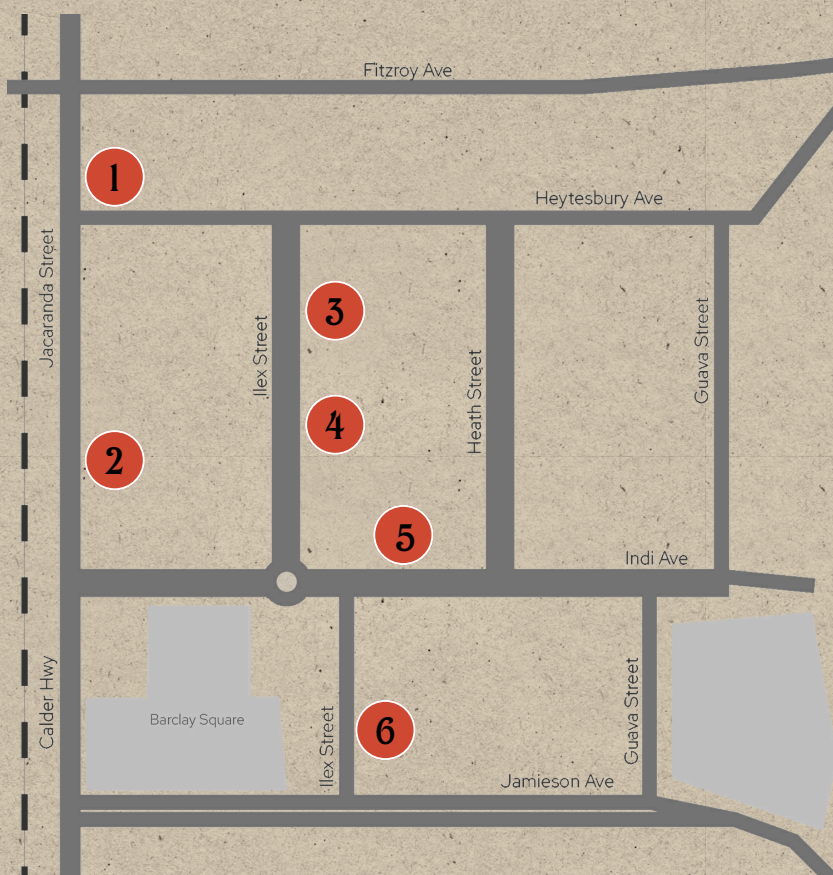 Fitzroy Ave
1
Heytesbury Ave
Jacaranda Street
3
Ilex Street
Guava Street
Heath Street
4
2
5
Indi Ave
Calder Hwy
Barclay Square
Ilex Street
6
Guava Street
Jamieson Ave